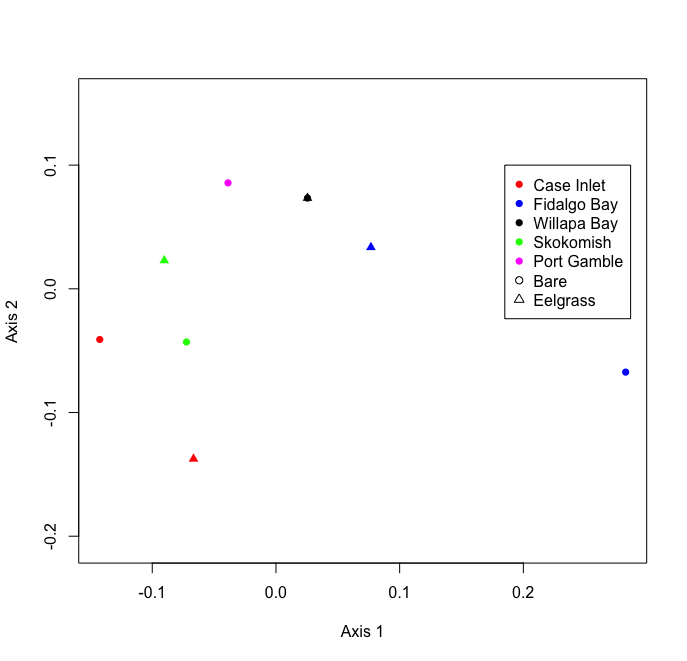 0.1
0.0
-0.1
-0.2
Axis 2
Case Inlet
Fidalgo Bay
Willapa Bay
Skokomish
Port Gamble
Bare
Eelgrass
-0.1 0.0 0.1 0.2
Axis 1